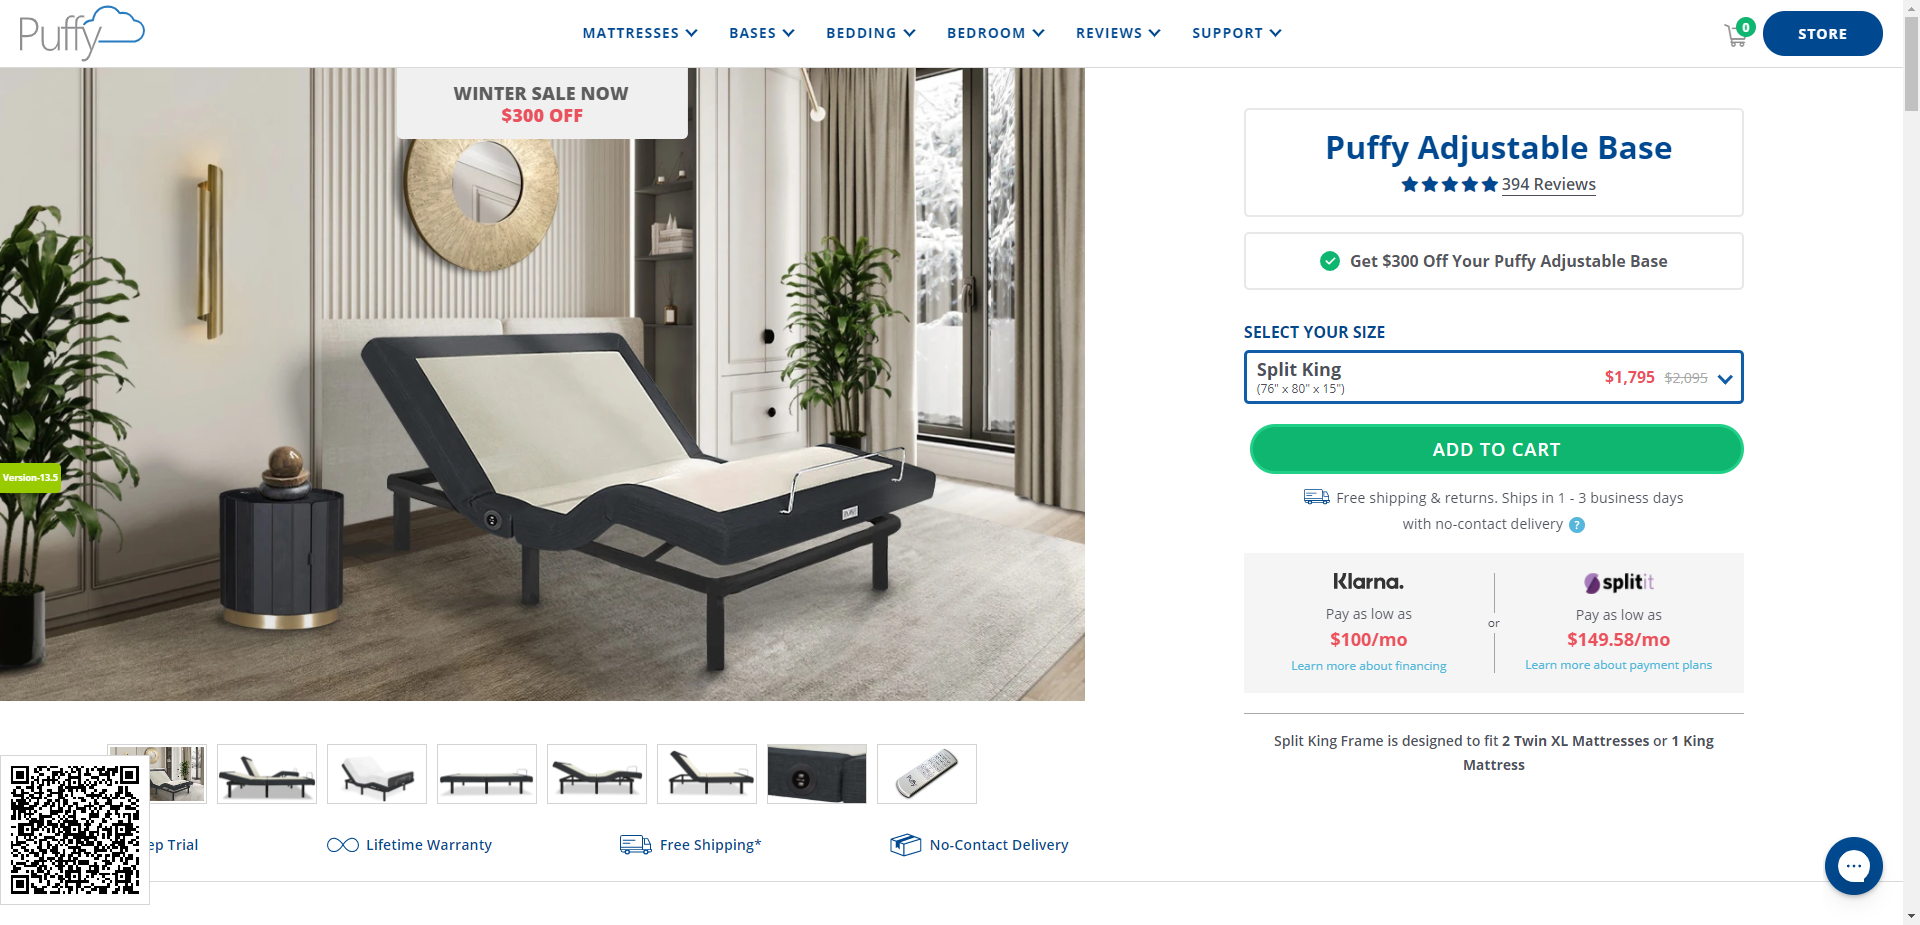 Puffy
MATTRESSES
BASES
BEDDING
BEDROOM
REVIEWS
SUPPORT
0
STORE
WINTER SALE NOW
$300 OFF
Version-13.5
Puffy Adjustable Base
394 Reviews
Get $300 Off Your Puffy Adjustable Base
SELECT YOUR SIZE
Split King
(76" x 80" x 15")
$1,795 $2,095
ADD TO CART
Free shipping & returns. Ships in 1 - 3 business days
with no-contact delivery ?
Klarna.
Pay as low as
$100/mo
Learn more about financing
or
splitit
Pay as low as
$149.58/mo
Learn more about payment plans
Split King Frame is designed to fit 2 Twin XL Mattresses or 1 King
Mattress
ep Trial
Lifetime Warranty
Free Shipping*
No-Contact Delivery